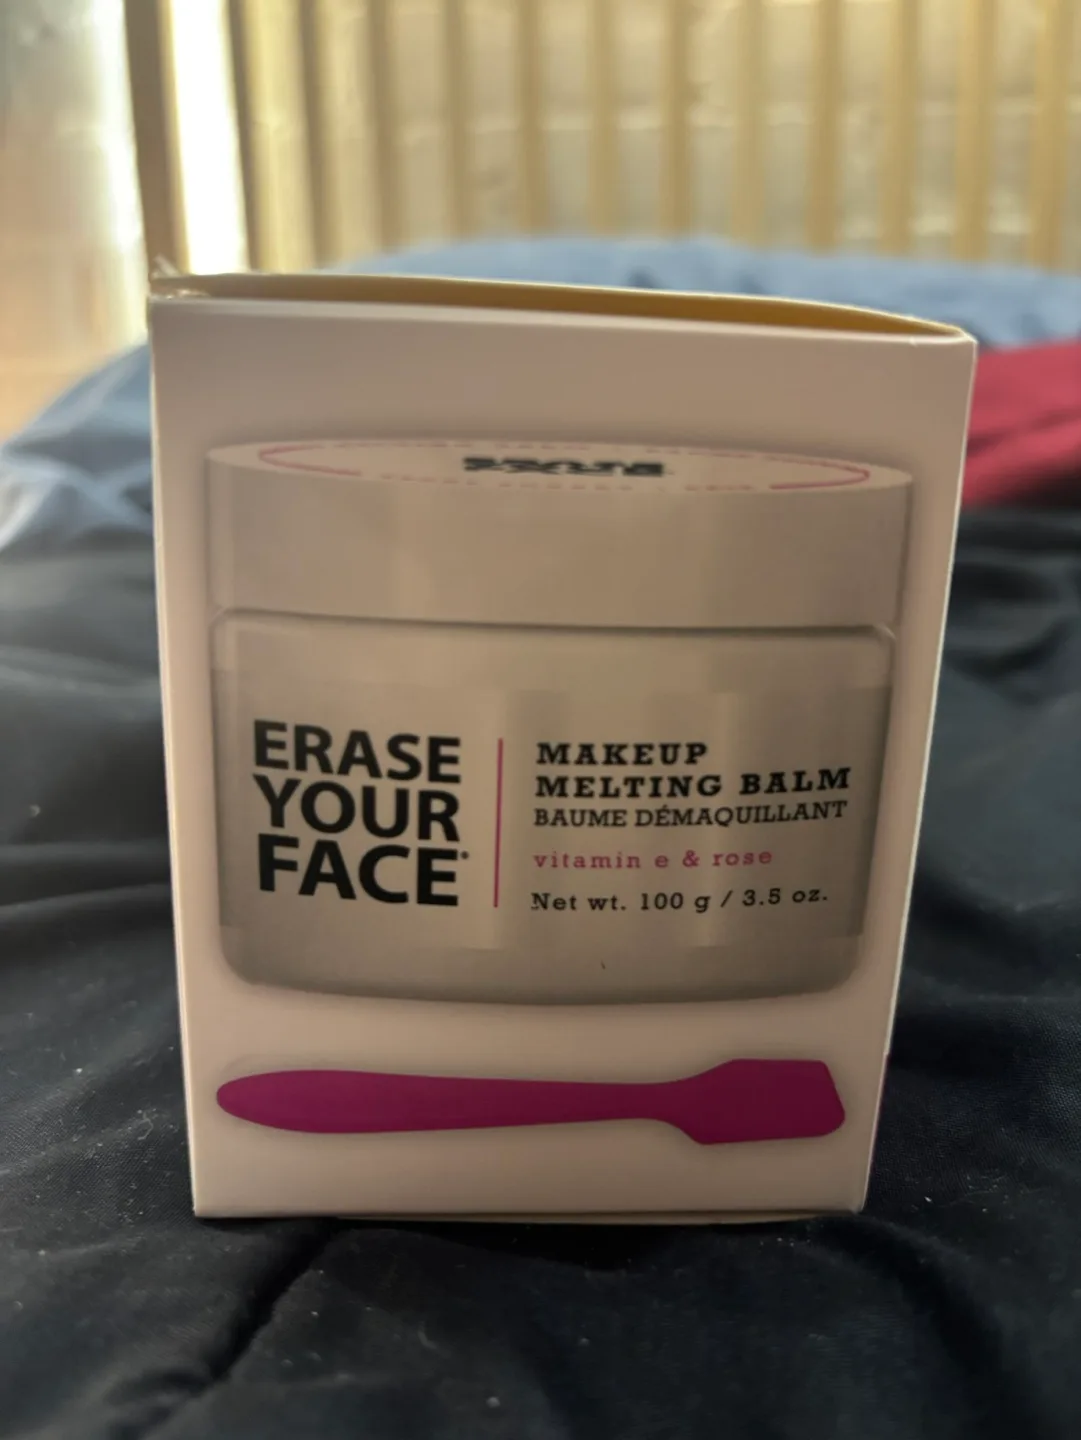 ERASE
YOUR
FACE
MAKEUP
MELTING BALM
BAUME DÉMAQUILLANT
vitamin e & rose
Net wt. 100 g / 3.5 oz.